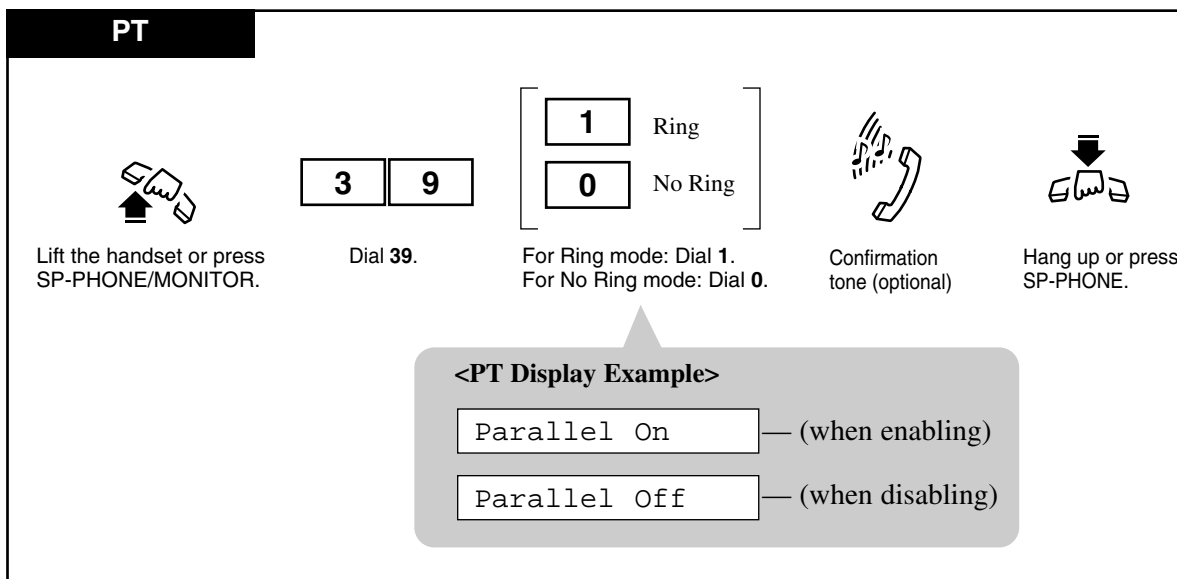 PT
1 Ring
3 9
0 No Ring
Lift the handset or press
SP-PHONE/MONITOR.
Dial 39.
For Ring mode: Dial 1.
For No Ring mode: Dial 0.
Confirmation
tone (optional)
Hang up or press
SP-PHONE.
<PT Display Example>
Parallel On — (when enabling)
Parallel Off — (when disabling)